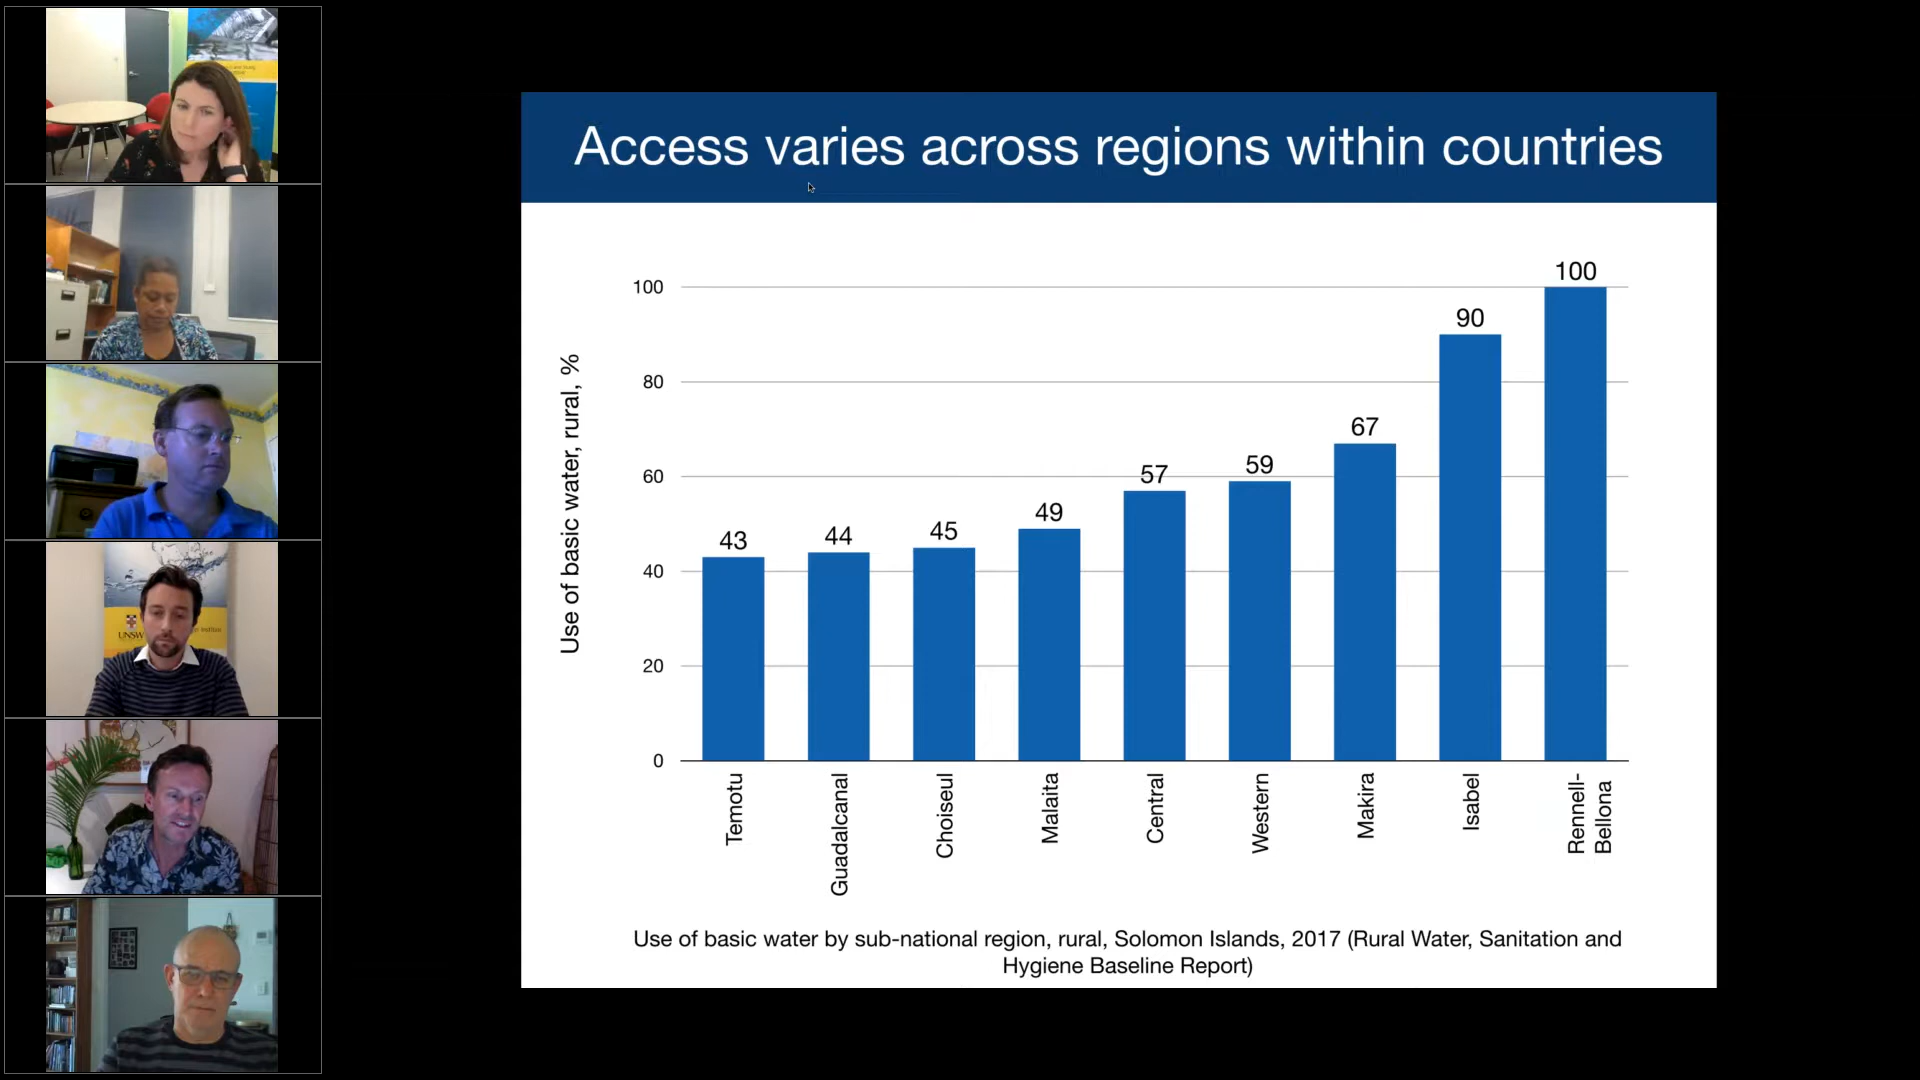 Access varies across regions within countries
Use of basic water, rural, %
100
80
60
40
20
0
43
44
45
49
57
59
67
90
100
Temotu
Guadalcanal
Choiseul
Malaita
Central
Western
Makira
Isabel
Rennell-
Bellona
Use of basic water by sub-national region, rural, Solomon Islands, 2017 (Rural Water, Sanitation and
Hygiene Baseline Report)
UNSW